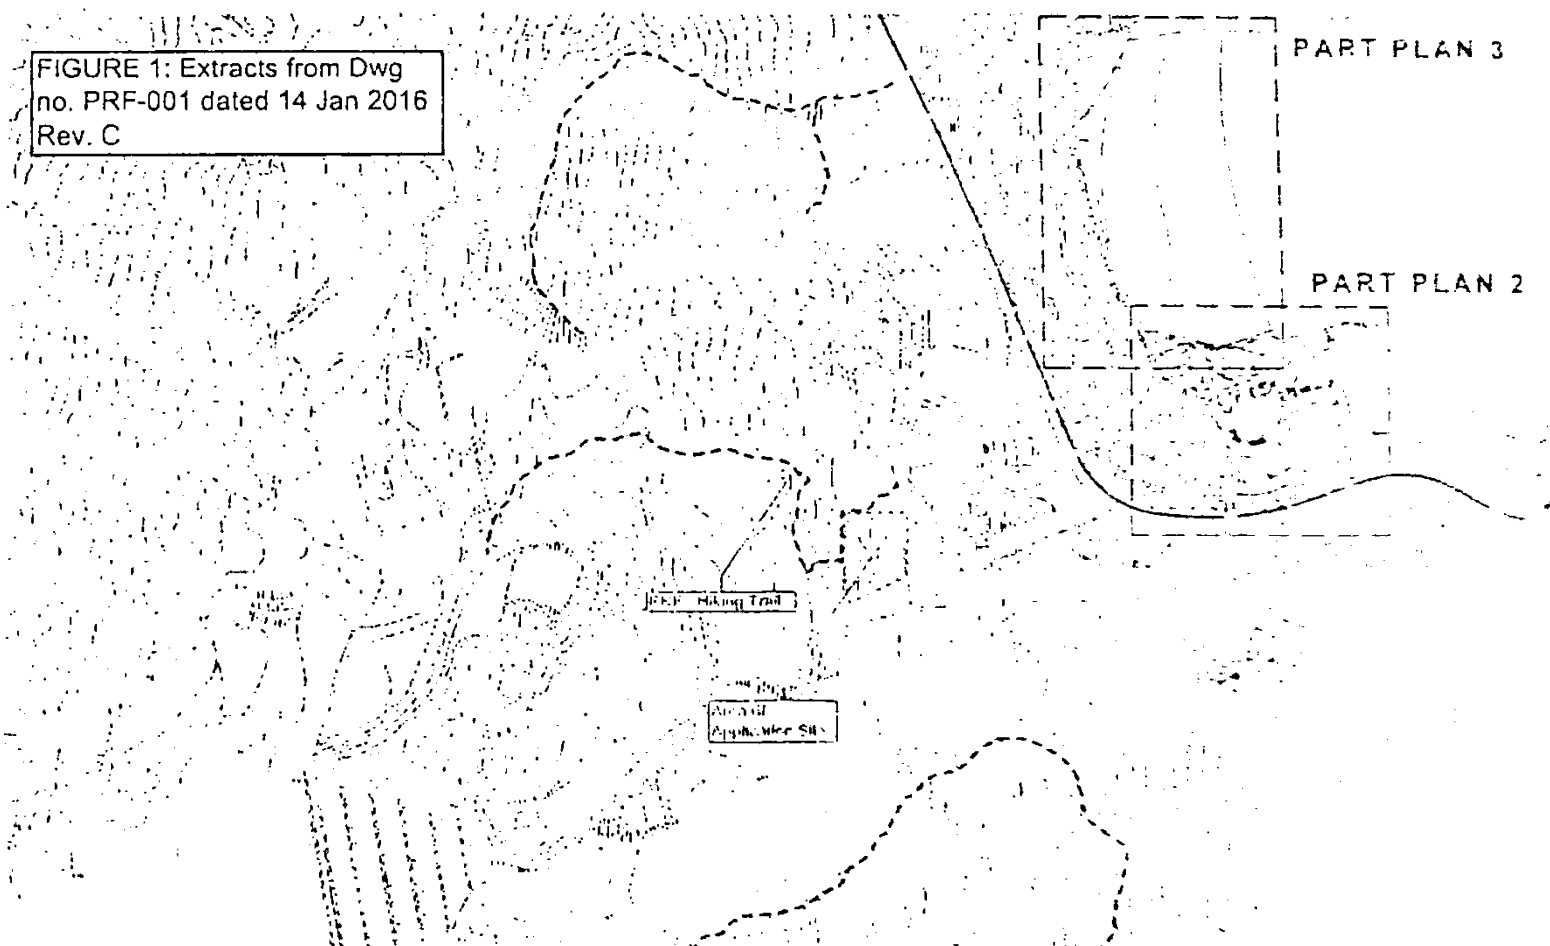 FIGURE 1: Extracts from Dwg
no. PRF-001 dated 14 Jan 2016
Rev. C
PART PLAN 3
PART PLAN 2
Hiking Trail
Area of
Application Site